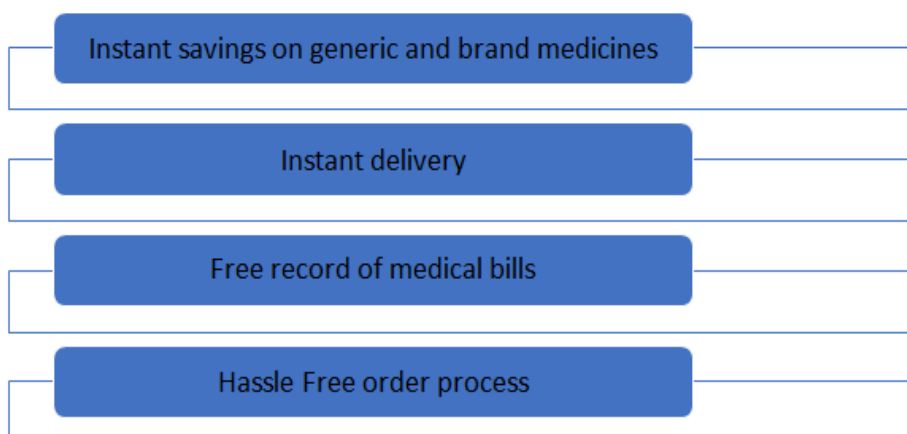 Instant savings on generic and brand medicines
Instant delivery
Free record of medical bills
Hassle Free order process